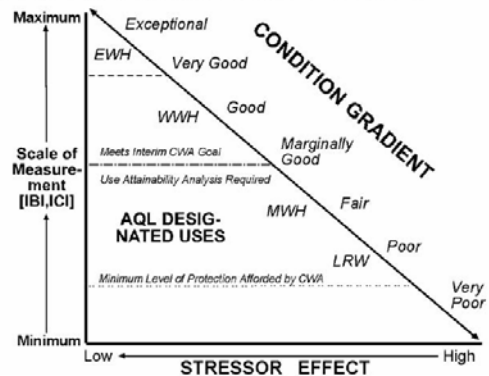 Maximum
Exceptional
EWH
Very Good
CONDITION GRADIENT
WWH
Good
Meets Interim CWA Goal
Marginally
Good
Scale of
Measure-
ment
[IBI,ICI]
Use Attainability Analysis Required
AQL DESIG-
NATED USES
MWH
Fair
Poor
LRW
Minimum Level of Protection Afforded by CWA
Very
Poor
Minimum
Low
High
STRESSOR EFFECT